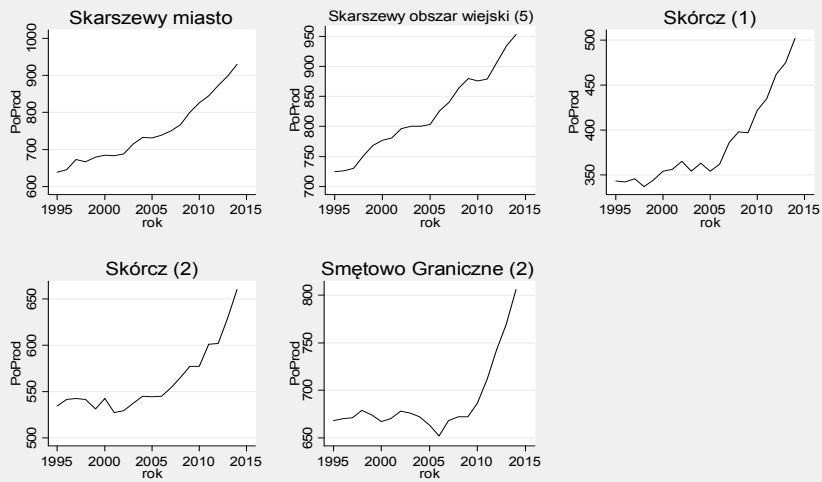 Skarszewy miasto
PoProd
600 700 800 900 1000
1995 2000 2005 2010 2015
rok
Skarszewy obszar wiejski (5)
PoProd
700 750 800 850 900 950
1995 2000 2005 2010 2015
rok
Skórcz (1)
PoProd
350 400 450 500
1995 2000 2005 2010 2015
rok
Skórcz (2)
PoProd
500 550 600 650
1995 2000 2005 2010 2015
rok
Smętowo Graniczne (2)
PoProd
650 700 750 800
1995 2000 2005 2010 2015
rok